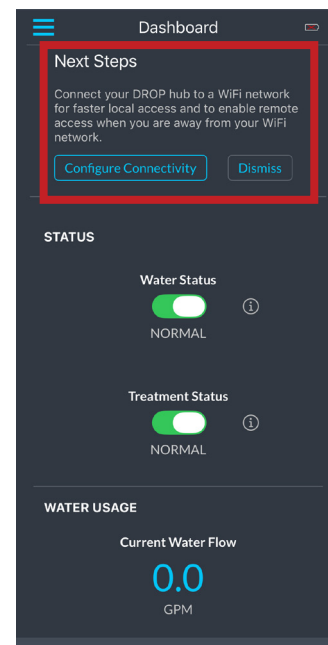 Dashboard
Next Steps
Connect your DROP hub to a WiFi network
for faster local access and to enable remote
access when you are away from your WiFi
network.
Configure Connectivity Dismiss
STATUS
Water Status
NORMAL
Treatment Status
NORMAL
WATER USAGE
Current Water Flow
0.0
GPM